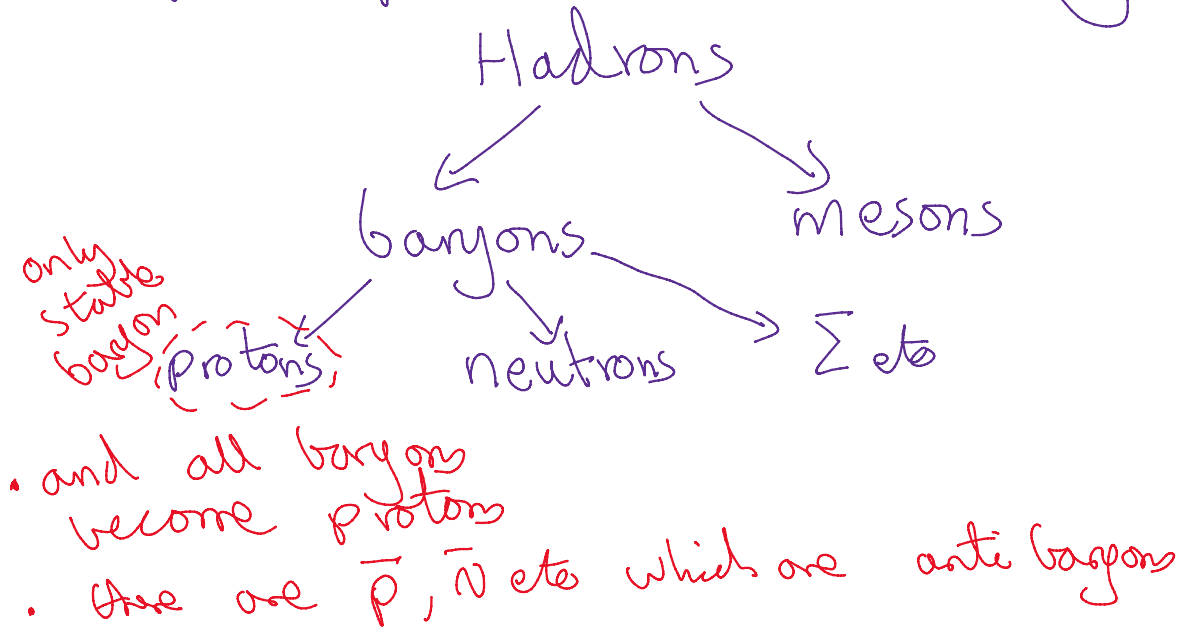 Hadrons
baryons
mesons
only
stable
baryon
protons
neutrons
Σ etc
• and all baryons
become protons
• there are p̅, N̅ etc which are anti baryons